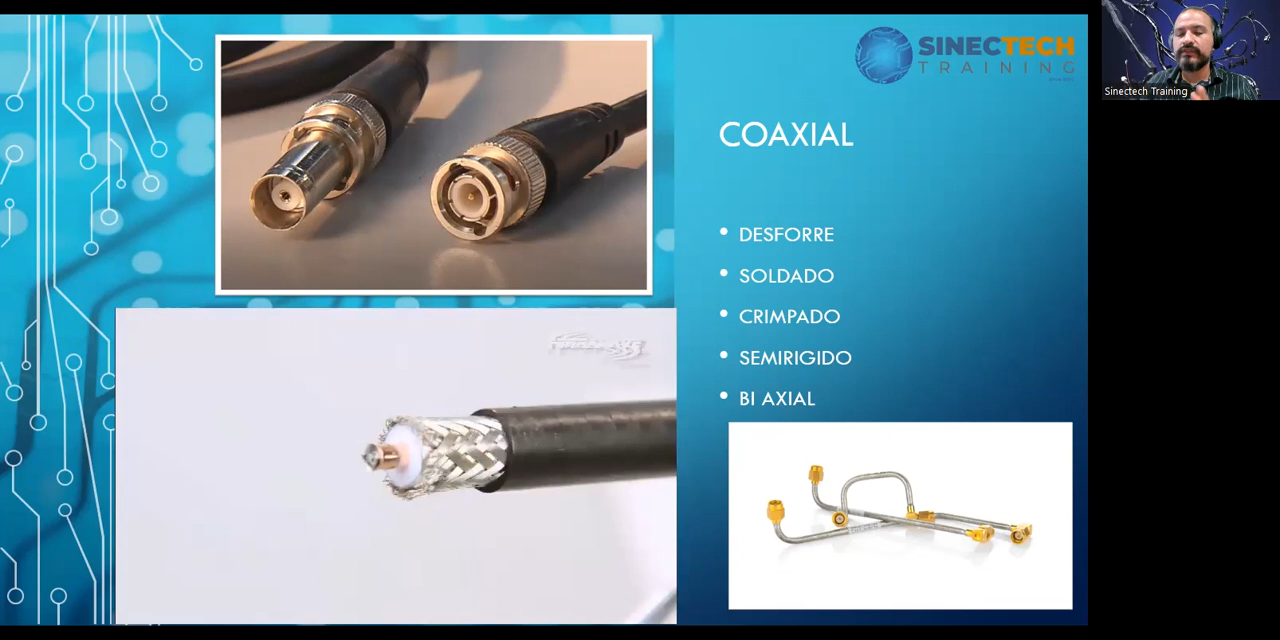 SINECTECH
TRAINING
Sinectech Training
COAXIAL
• DESFORRE
• SOLDADO
• CRIMPADO
• SEMIRIGIDO
• BI AXIAL